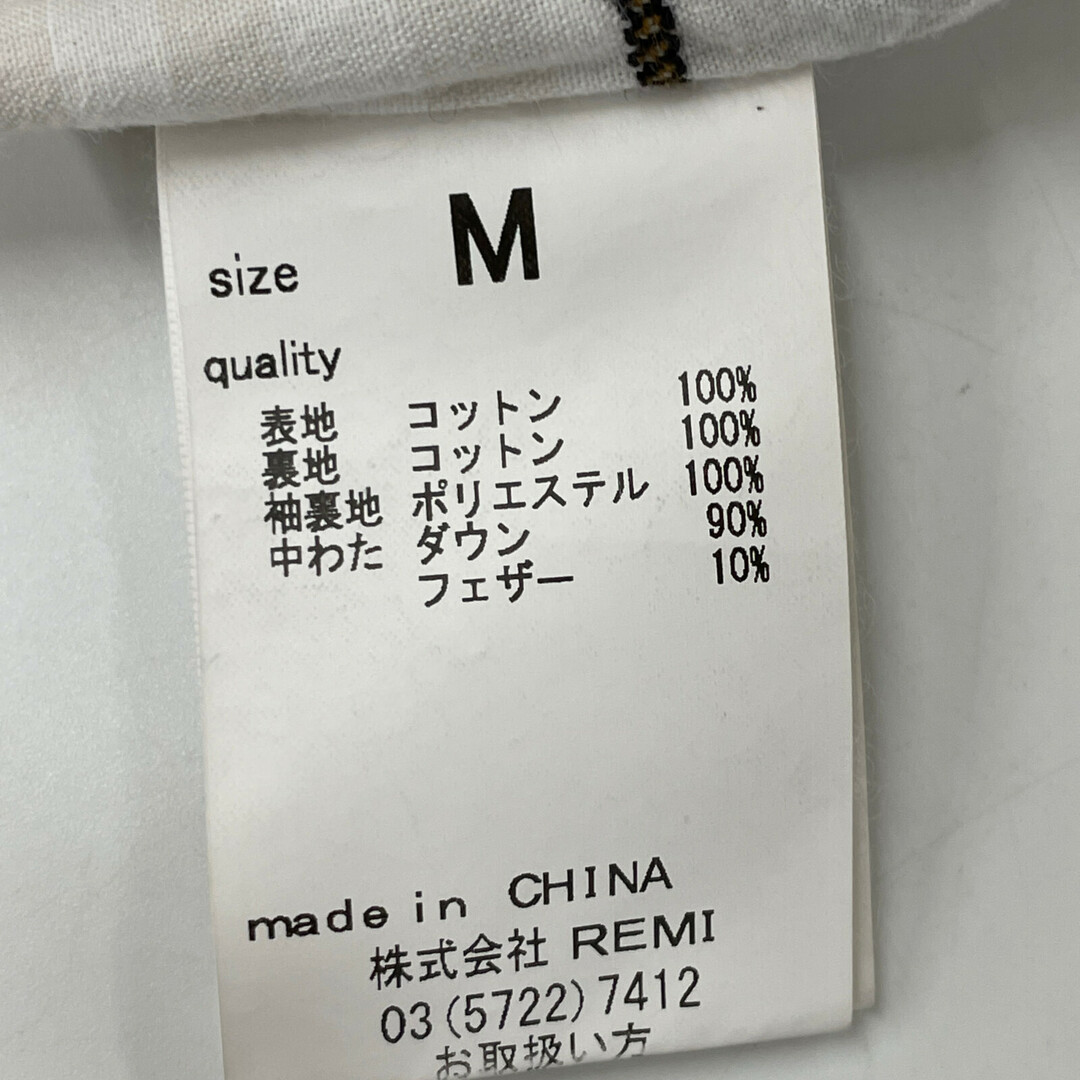 size M
quality
表地 コットン 100%
裏地 コットン 100%
袖裏地 ポリエステル 100%
中わた ダウン 90%
フェザー 10%
made in CHINA
株式会社 REMI
03(5722)7412
お取扱い方